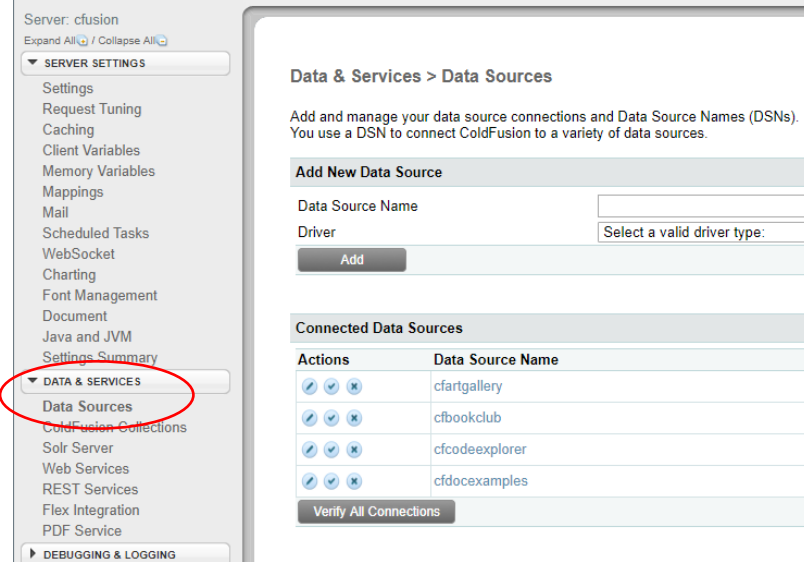 Server: cfusion
Expand All / Collapse All
SERVER SETTINGS
Settings
Request Tuning
Caching
Client Variables
Memory Variables
Mappings
Mail
Scheduled Tasks
WebSocket
Charting
Font Management
Document
Java and JVM
Settings Summary
DATA & SERVICES
Data Sources
ColdFusion Collections
Solr Server
Web Services
REST Services
Flex Integration
PDF Service
DEBUGGING & LOGGING
Data & Services > Data Sources
Add and manage your data source connections and Data Source Names (DSNs).
You use a DSN to connect ColdFusion to a variety of data sources.
Add New Data Source
Data Source Name
Driver Select a valid driver type:
Add
Connected Data Sources
Actions Data Source Name
cfartgallery
cfbookclub
cfcodeexplorer
cfdocexamples
Verify All Connections